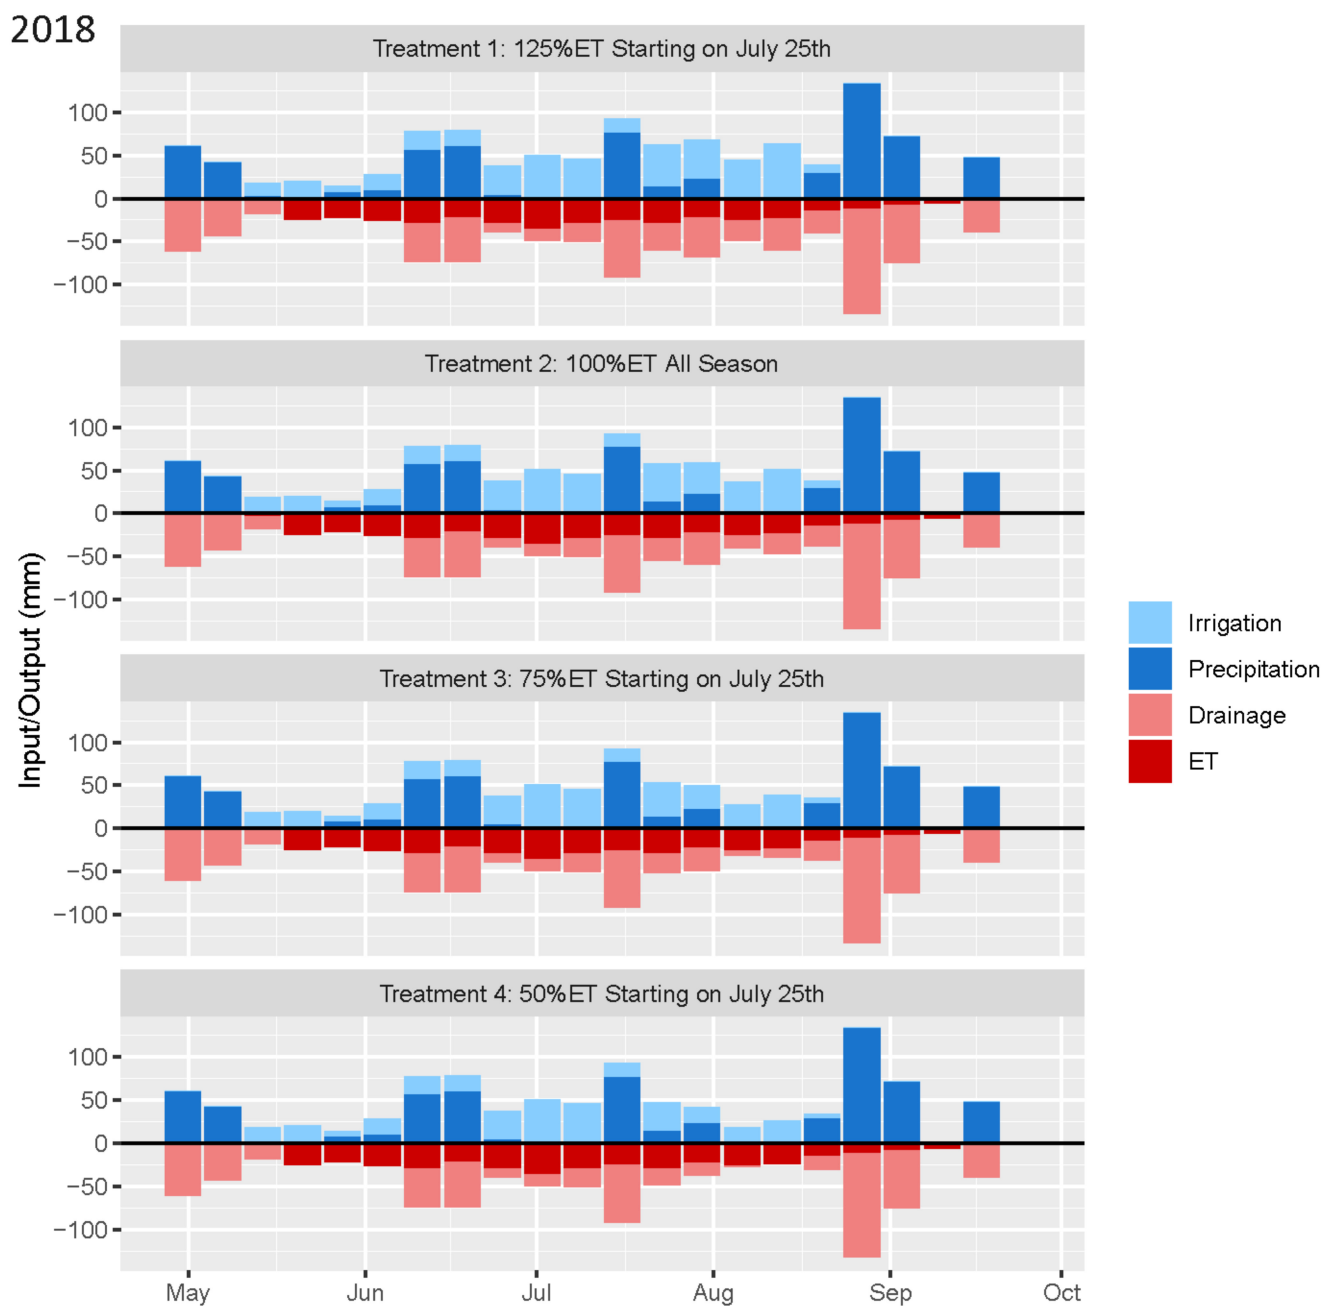 2018
Treatment 1: 125%ET Starting on July 25th
100
50
0
−50
−100
Treatment 2: 100%ET All Season
100
50
0
−50
−100
Treatment 3: 75%ET Starting on July 25th
100
50
0
−50
−100
Treatment 4: 50%ET Starting on July 25th
100
50
0
−50
−100
May Jun Jul Aug Sep Oct
Input/Output (mm)
Irrigation
Precipitation
Drainage
ET